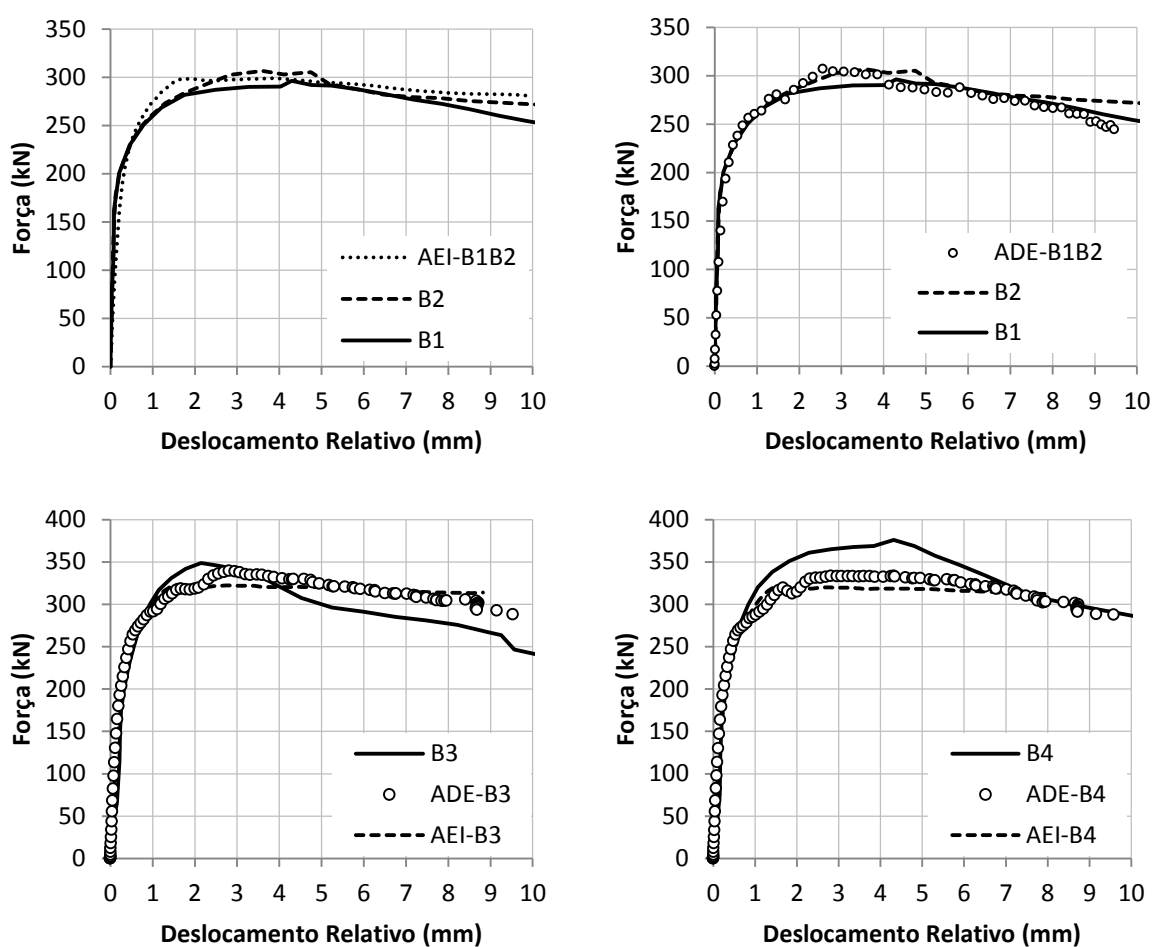 350
300
250
200
150
100
50
0
Força (kN)
AEI-B1B2
B2
B1
0 1 2 3 4 5 6 7 8 9 10
Deslocamento Relativo (mm)
350
300
250
200
150
100
50
0
Força (kN)
ADE-B1B2
B2
B1
0 1 2 3 4 5 6 7 8 9 10
Deslocamento Relativo (mm)
400
350
300
250
200
150
100
50
0
Força (kN)
B3
ADE-B3
AEI-B3
0 1 2 3 4 5 6 7 8 9 10
Deslocamento Relativo (mm)
400
350
300
250
200
150
100
50
0
Força (kN)
B4
ADE-B4
AEI-B4
0 1 2 3 4 5 6 7 8 9 10
Deslocamento Relativo (mm)